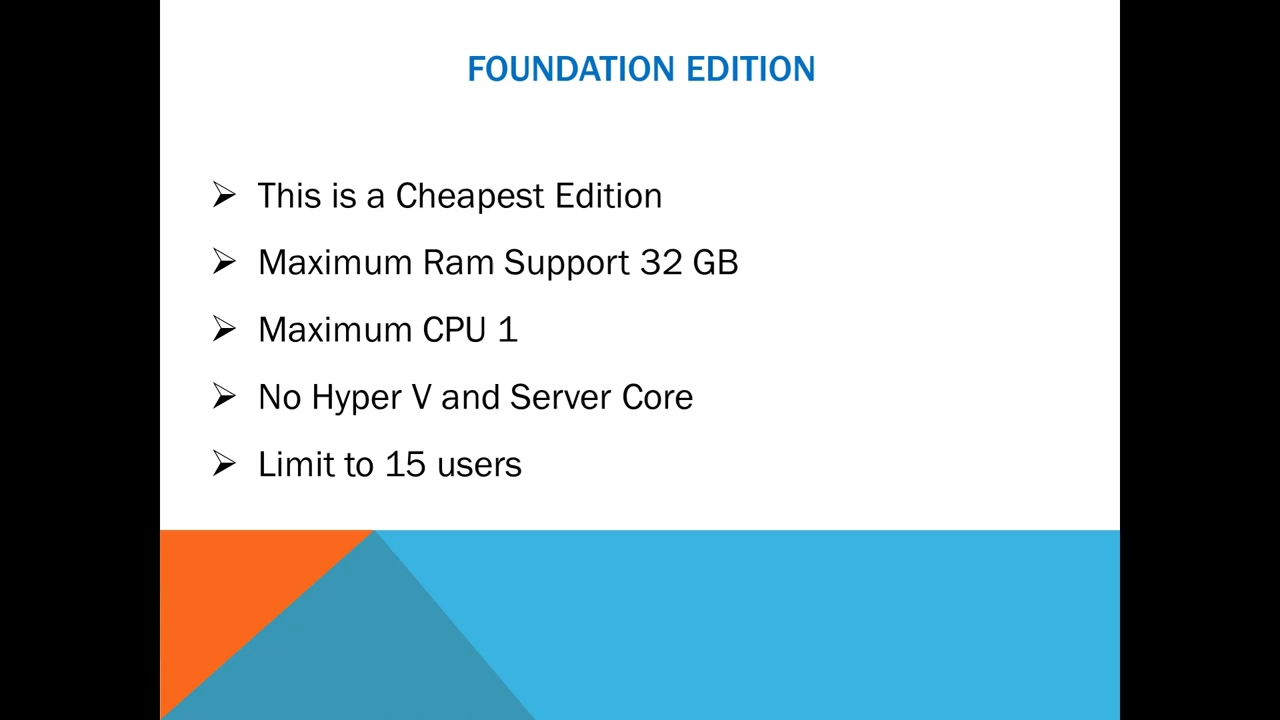 FOUNDATION EDITION
This is a Cheapest Edition
Maximum Ram Support 32 GB
Maximum CPU 1
No Hyper V and Server Core
Limit to 15 users